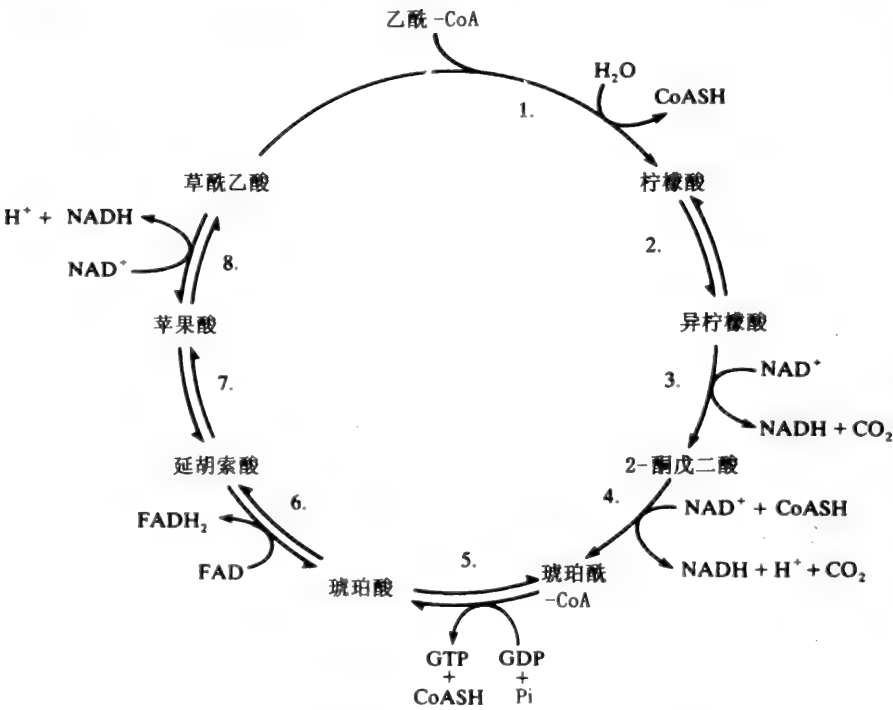 乙酰-CoA
H₂O
CoASH
1.
草酰乙酸
柠檬酸
H⁺ + NADH
NAD⁺
8.
2.
苹果酸
异柠檬酸
7.
3.
NAD⁺
NADH + CO₂
延胡索酸
2-酮戊二酸
6.
4.
FADH₂
FAD
NAD⁺ + CoASH
NADH + H⁺ + CO₂
5.
琥珀酸
琥珀酰
-CoA
GTP
+
CoASH
GDP
+
Pi